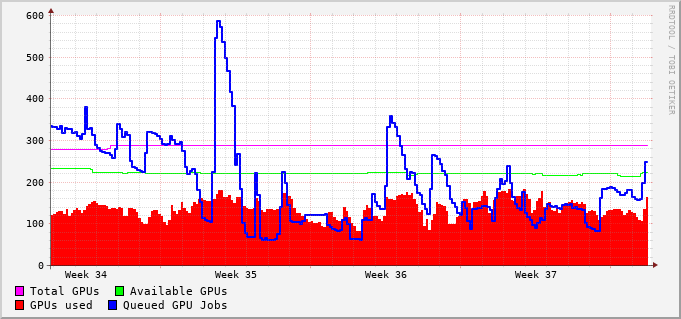 600
500
400
300
200
100
0
Week 34 Week 35 Week 36 Week 37
Total GPUs Available GPUs
GPUs used Queued GPU Jobs
RRDTOOL / TOBI OETIKER